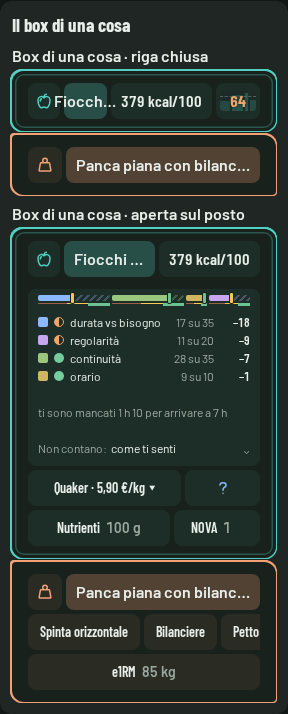 Il box di una cosa
Box di una cosa · riga chiusa
Fiocch… 379 kcal/100 64
Panca piana con bilanc…
Box di una cosa · aperta sul posto
Fiocchi … 379 kcal/100
durata vs bisogno 17 su 35 −18
regolarità 11 su 20 −9
continuità 28 su 35 −7
orario 9 su 10 −1
ti sono mancati 1 h 10 per arrivare a 7 h
Non contano: come ti senti
Quaker · 5,90 €/kg ▾ ?
Nutrienti 100 g NOVA 1
Panca piana con bilanc…
Spinta orizzontale Bilanciere Petto
e1RM 85 kg